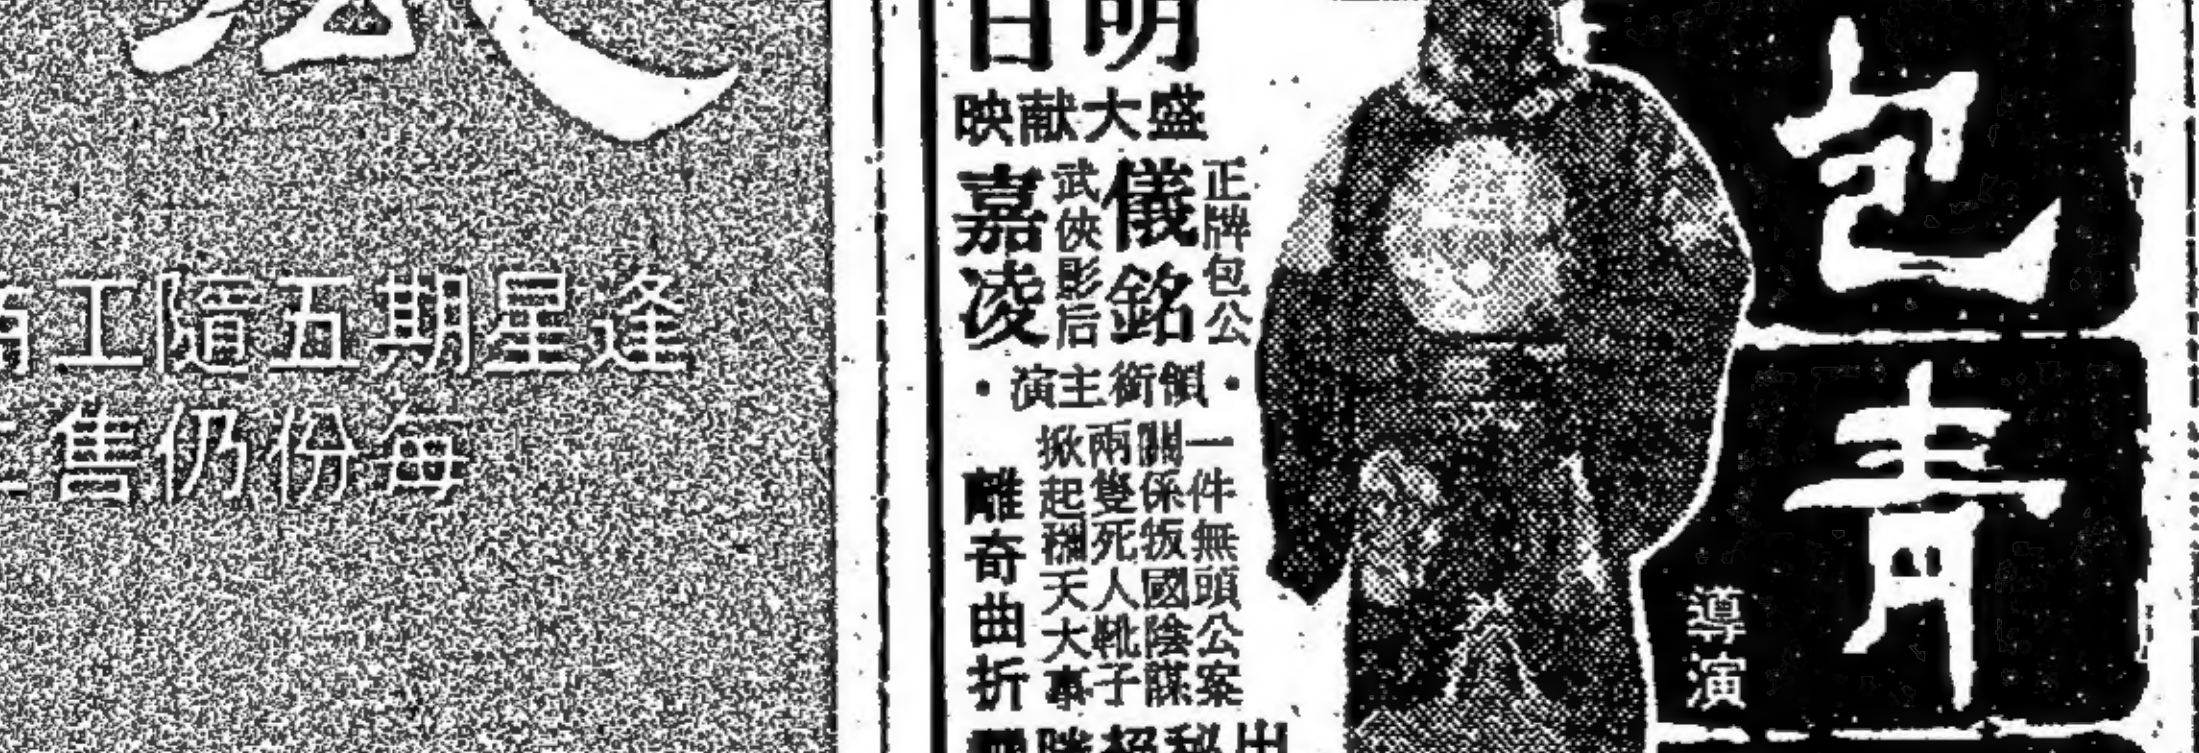 包青
導演
明日
盛大献映
正牌包公
儀銘
武俠影后
嘉凌
·領銜主演·
一件無頭公案
關係叛國陰謀
兩雙死人靴子
掀起天大事
離奇曲折
逢星期五隨工商
每份仍售